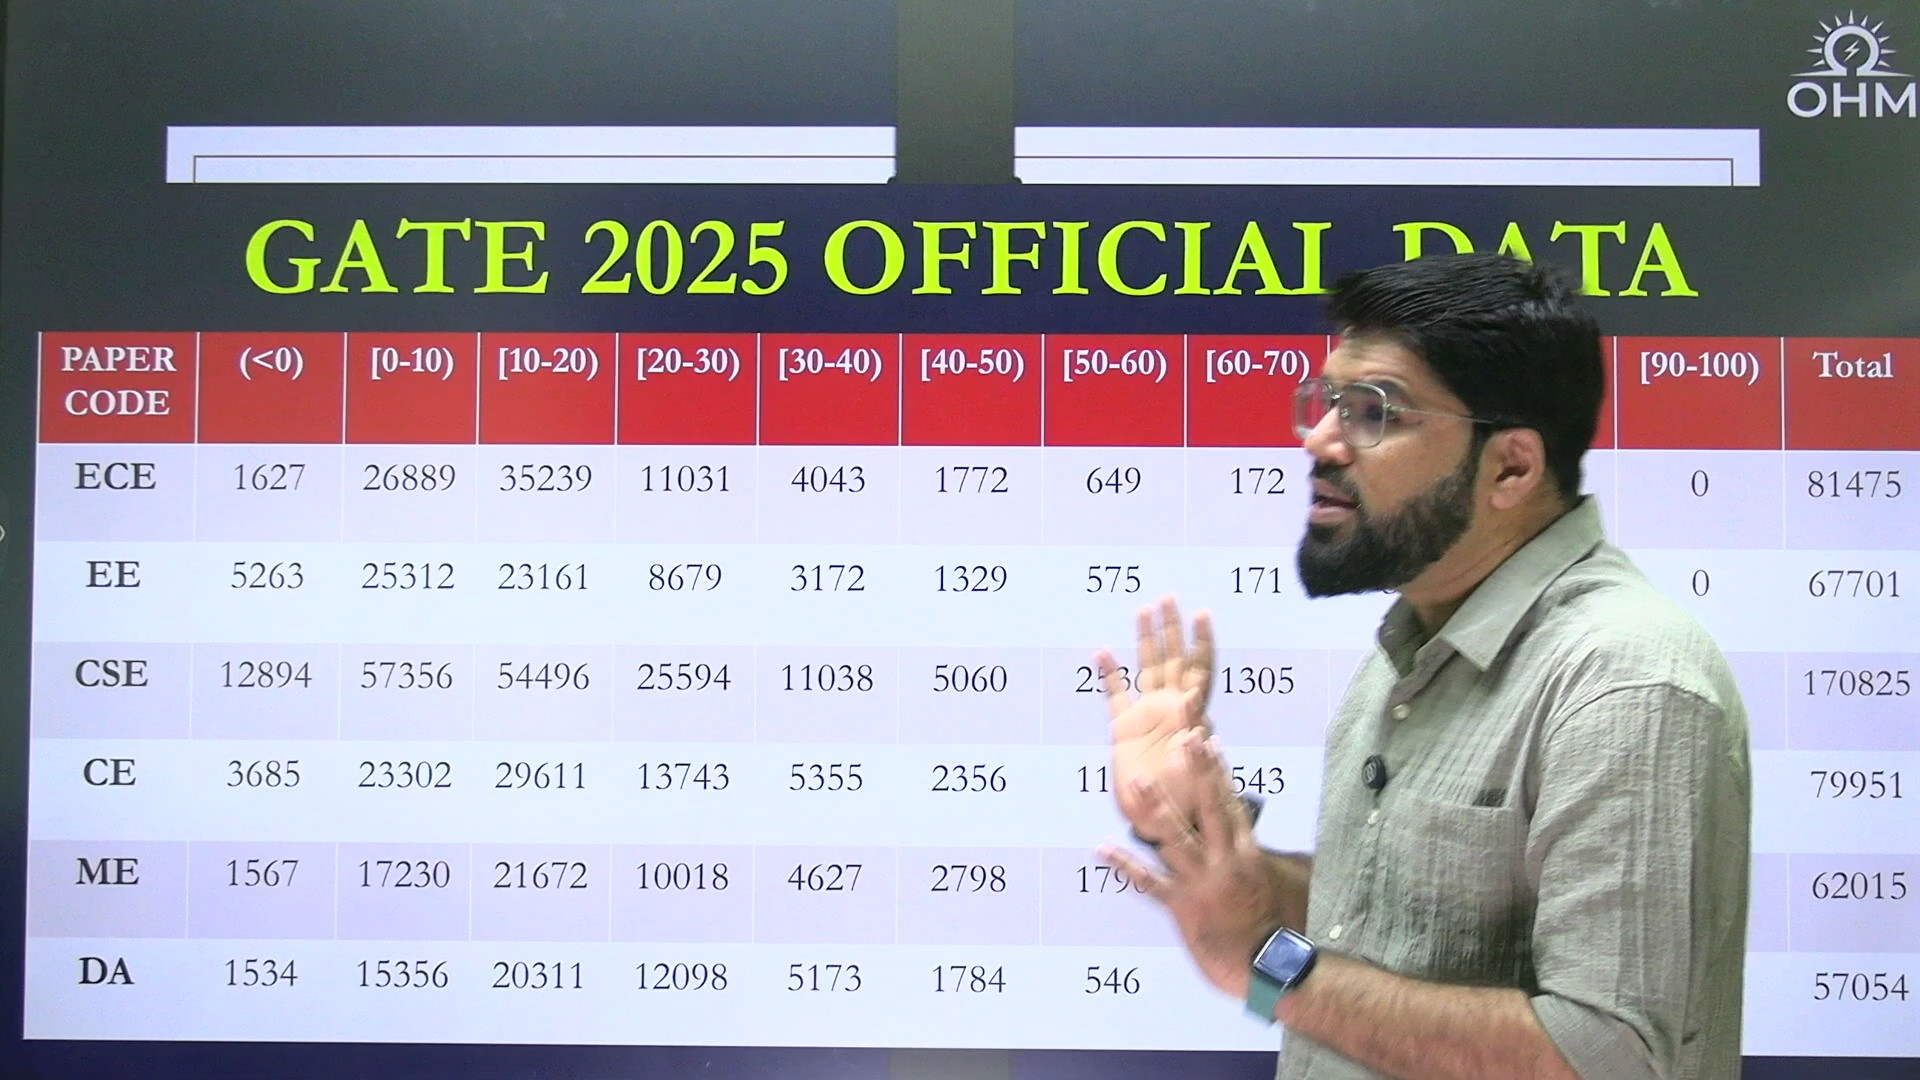 OHM
GATE 2025 OFFICIAL DATA
PAPER CODE (<0) [0-10) [10-20) [20-30) [30-40) [40-50) [50-60) [60-70) [90-100) Total
ECE 1627 26889 35239 11031 4043 1772 649 172 0 81475
EE 5263 25312 23161 8679 3172 1329 575 171 0 67701
CSE 12894 57356 54496 25594 11038 5060 1305 170825
CE 3685 23302 29611 13743 5355 2356 543 79951
ME 1567 17230 21672 10018 4627 2798 62015
DA 1534 15356 20311 12098 5173 1784 546 57054